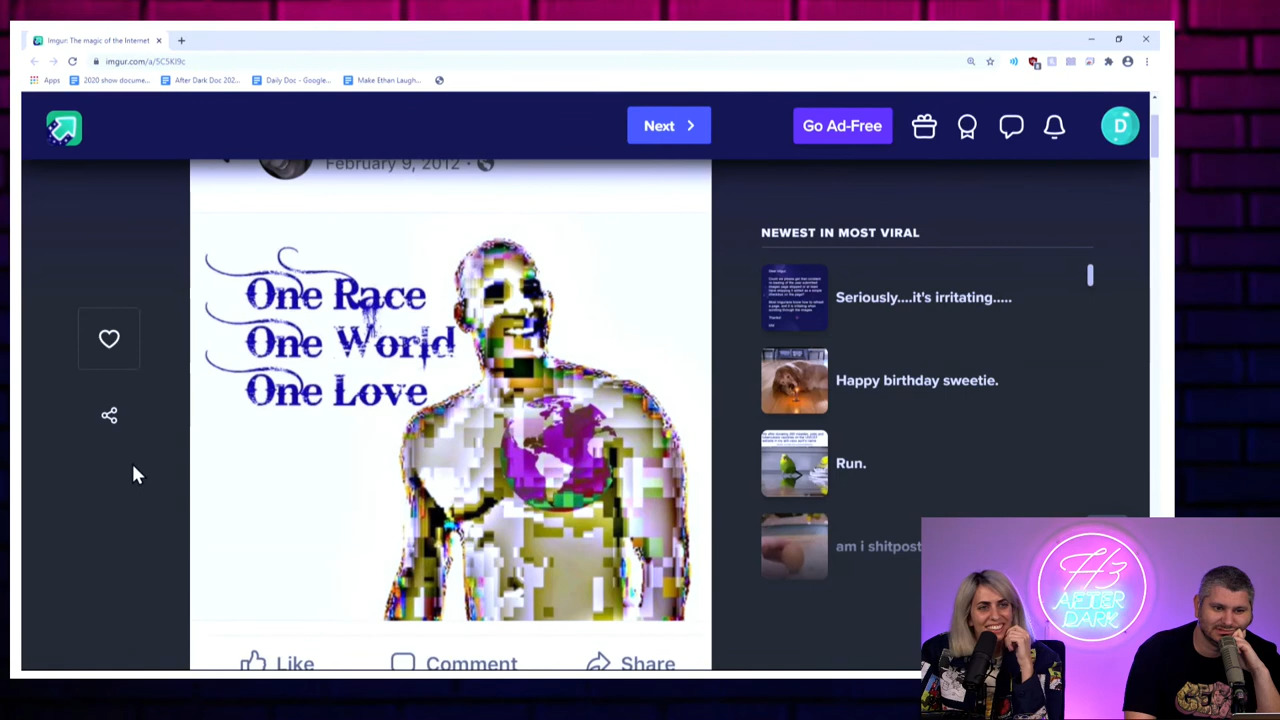 Imgur: The magic of the Internet
imgur.com/a/5C5KI9c
Apps
2020 show docume...
After Dark Doc 202...
Daily Doc - Google...
Make Ethan Laugh...
Next
Go Ad-Free
D
February 9, 2012
One Race
One World
One Love
NEWEST IN MOST VIRAL
Seriously....it's irritating.....
Happy birthday sweetie.
Run.
am i shitpost
Like
Comment
Share
H3
AFTER
DARK